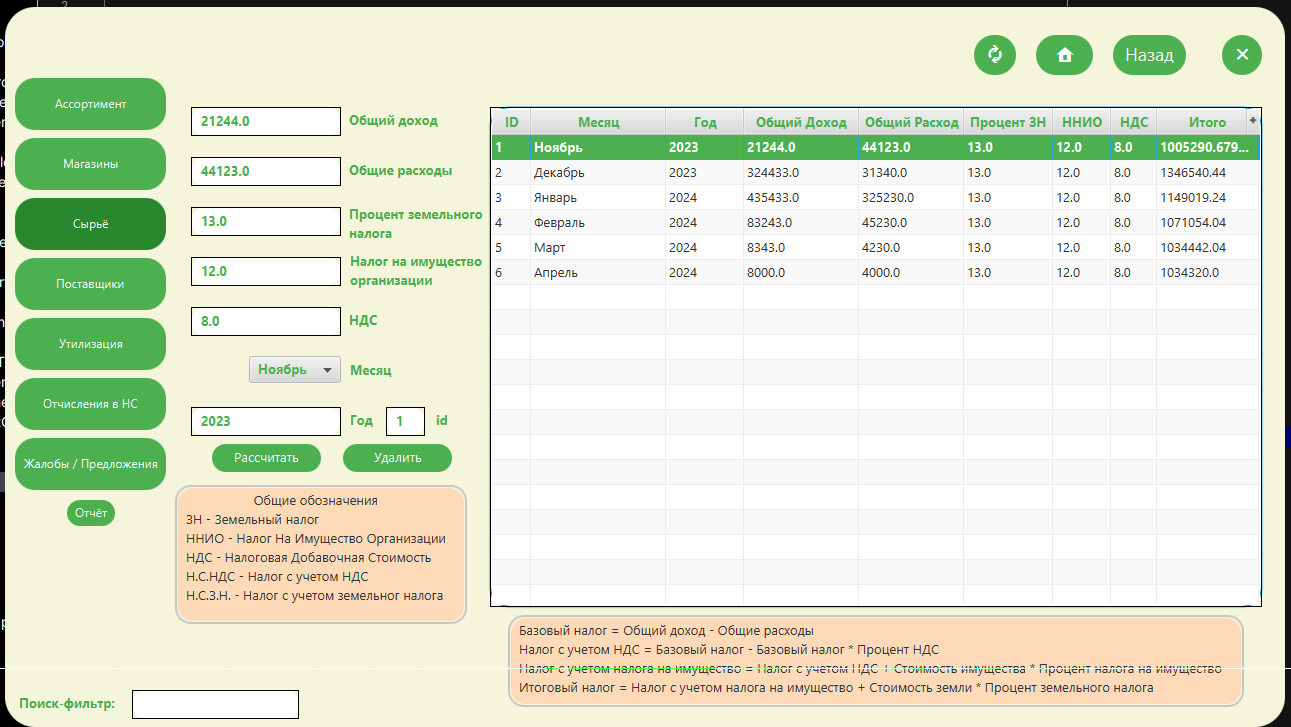 Назад
Ассортимент
Магазины
Сырьё
Поставщики
Утилизация
Отчисления в НС
Жалобы / Предложения
Отчёт
21244.0 Общий доход
44123.0 Общие расходы
13.0 Процент земельного
налога
12.0 Налог на имущество
организации
8.0 НДС
Ноябрь Месяц
2023 Год 1 id
Рассчитать Удалить
Общие обозначения
ЗН - Земельный налог
ННИО - Налог На Имущество Организации
НДС - Налоговая Добавочная Стоимость
Н.С.НДС - Налог с учетом НДС
Н.С.З.Н. - Налог с учетом земельног налога
ID Месяц Год Общий Доход Общий Расход Процент ЗН ННИО НДС Итого +
1 Ноябрь 2023 21244.0 44123.0 13.0 12.0 8.0 1005290.679...
2 Декабрь 2023 324433.0 31340.0 13.0 12.0 8.0 1346540.44
3 Январь 2024 435433.0 325230.0 13.0 12.0 8.0 1149019.24
4 Февраль 2024 83243.0 45230.0 13.0 12.0 8.0 1071054.04
5 Март 2024 8343.0 4230.0 13.0 12.0 8.0 1034442.04
6 Апрель 2024 8000.0 4000.0 13.0 12.0 8.0 1034320.0
Базовый налог = Общий доход - Общие расходы
Налог с учетом НДС = Базовый налог - Базовый налог * Процент НДС
Налог с учетом налога на имущество = Налог с учетом НДС + Стоимость имущества * Процент налога на имущество
Итоговый налог = Налог с учетом налога на имущество + Стоимость земли * Процент земельного налога
Поиск-фильтр: